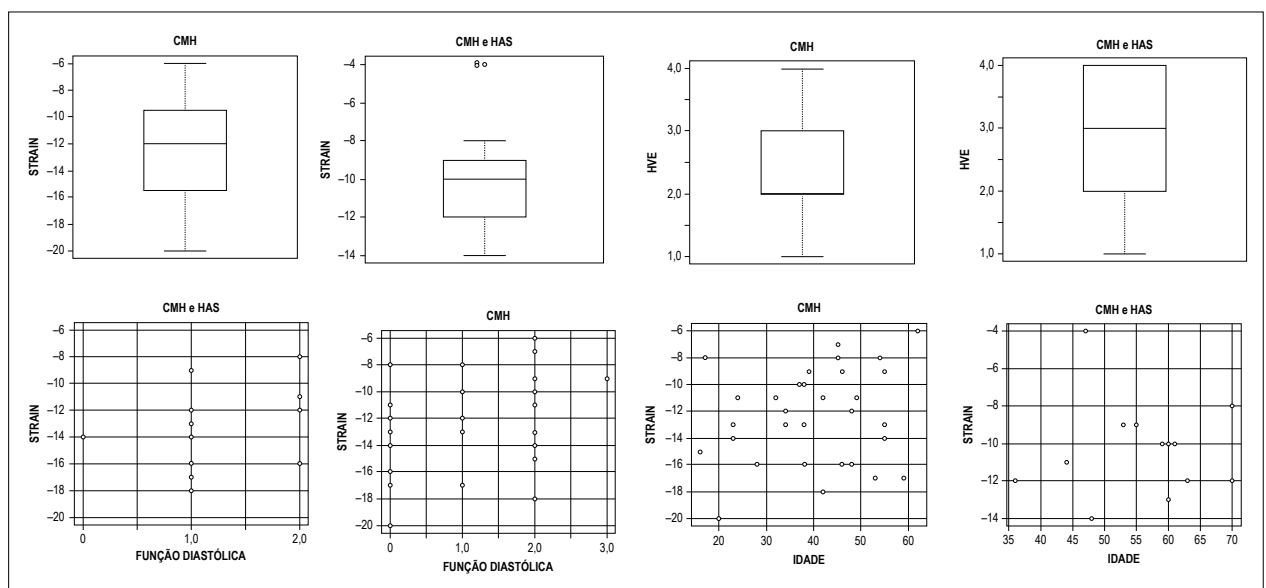 CMH
STRAIN
–6
–8
–10
–12
–14
–16
–18
–20
CMH e HAS
STRAIN
–4
–6
–8
–10
–12
–14
CMH
HVE
4,0
3,0
2,0
1,0
CMH e HAS
HVE
4,0
3,0
2,0
1,0
CMH e HAS
STRAIN
–6
–8
–10
–12
–14
–16
–18
–20
0 1,0 2,0
FUNÇÃO DIASTÓLICA
CMH
STRAIN
–6
–8
–10
–12
–14
–16
–18
–20
0 1,0 2,0 3,0
FUNÇÃO DIASTÓLICA
CMH
STRAIN
–6
–8
–10
–12
–14
–16
–18
–20
20 30 40 50 60
IDADE
CMH e HAS
STRAIN
–4
–6
–8
–10
–12
–14
35 40 45 50 55 60 65 70
IDADE